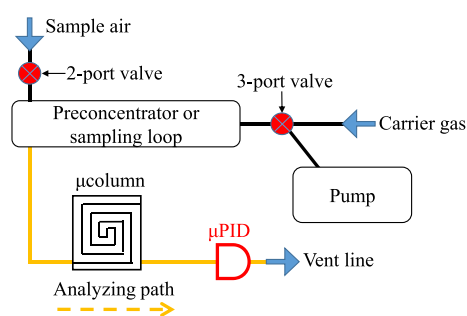 Sample air
2-port valve
3-port valve
Preconcentrator or
sampling loop
Carrier gas
Pump
μcolumn
μPID
Vent line
Analyzing path